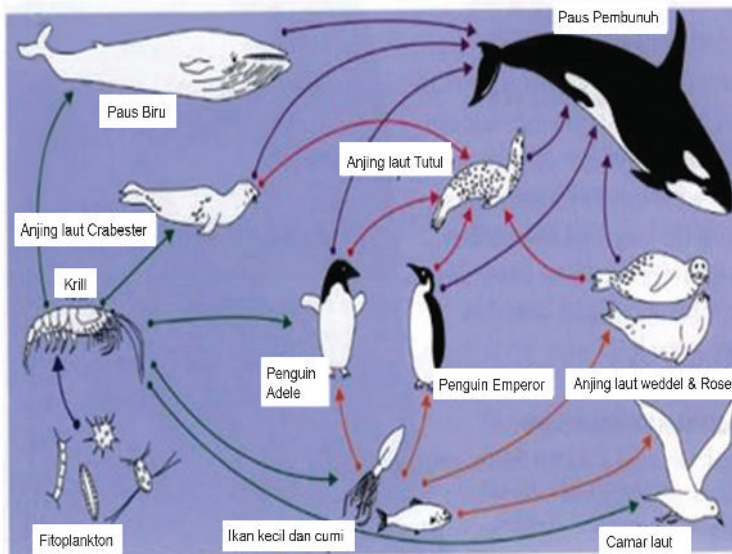 Paus Pembunuh
Paus Biru
Anjing laut Tutul
Anjing laut Crabester
Krill
Penguin
Adele
Penguin Emperor
Anjing laut weddel & Rose
Fitoplankton
Ikan kecil dan cumi
Camar laut